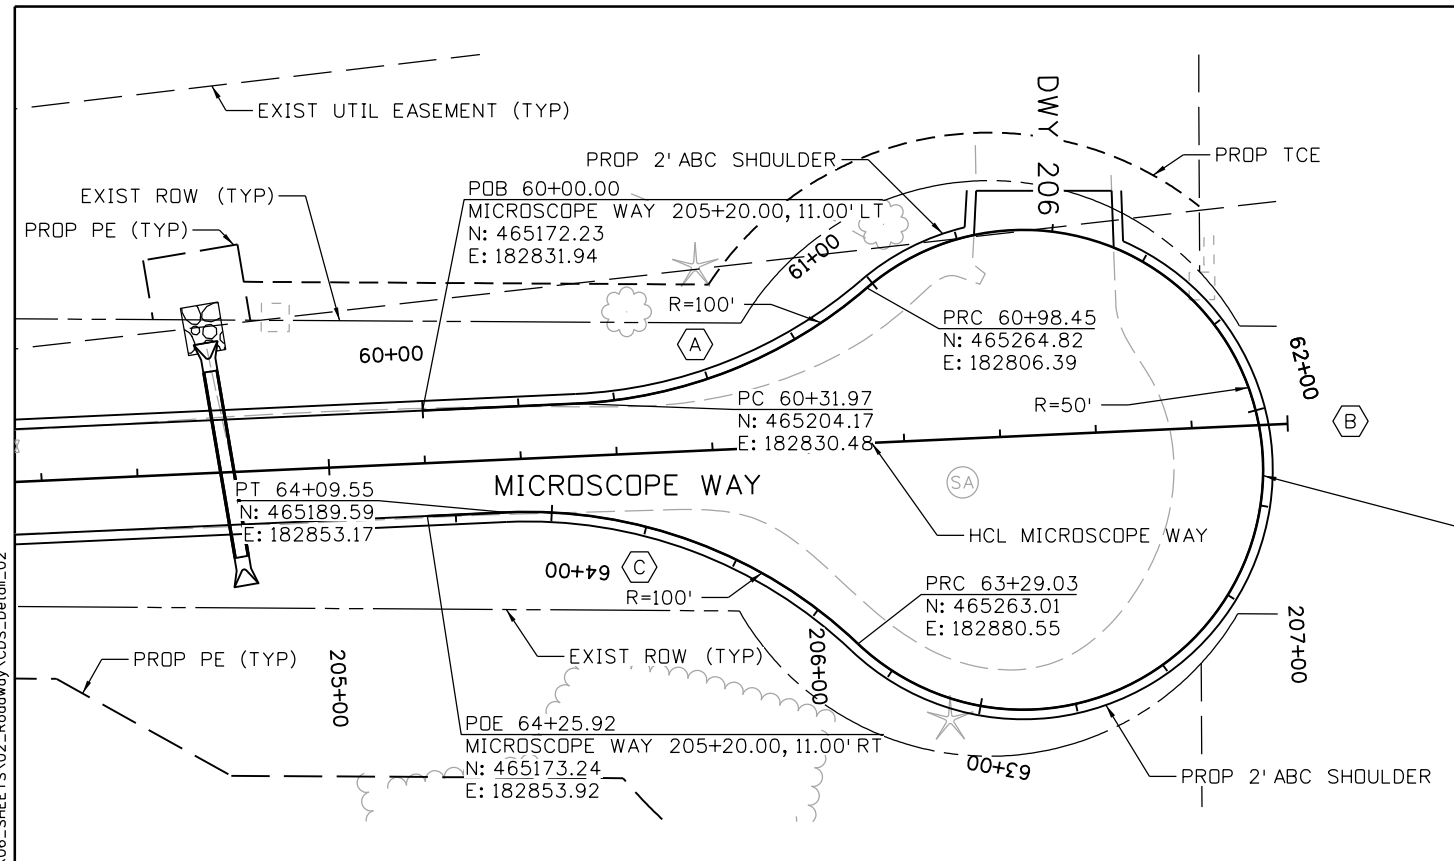 EXIST UTIL EASEMENT (TYP)
DWY 206
PROP 2' ABC SHOULDER
PROP TCE
EXIST ROW (TYP)
POB 60+00.00
MICROSCOPE WAY 205+20.00, 11.00' LT
N: 465172.23
E: 182831.94
PROP PE (TYP)
61+00
R=100'
PRC 60+98.45
N: 465264.82
E: 182806.39
A
60+00
62+00
PC 60+31.97
N: 465204.17
E: 182830.48
R=50'
B
PT 64+09.55
N: 465189.59
E: 182853.17
MICROSCOPE WAY
SA
HCL MICROSCOPE WAY
64+00
C
R=100'
PRC 63+29.03
N: 465263.01
E: 182880.55
PROP PE (TYP)
205+00
EXIST ROW (TYP)
206+00
207+00
POE 64+25.92
MICROSCOPE WAY 205+20.00, 11.00' RT
N: 465173.24
E: 182853.92
63+00
PROP 2' ABC SHOULDER